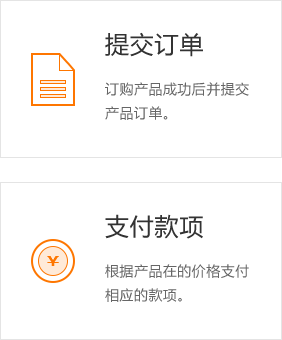 提交订单
订购产品成功后并提交
产品订单。
¥
支付款项
根据产品在的价格支付
相应的款项。